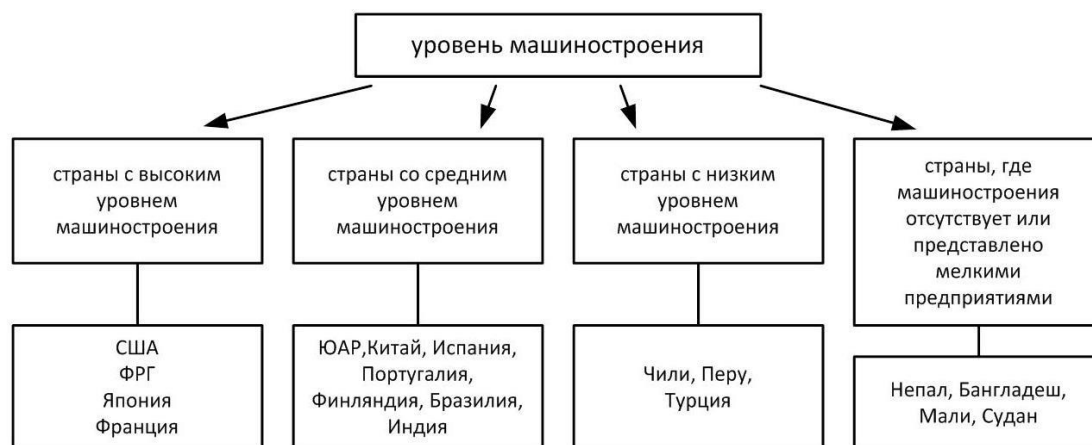 уровень машиностроения
страны с высоким
уровнем
машиностроения
страны со средним
уровнем
машиностроения
страны с низким
уровнем
машиностроения
страны, где
машиностроения
отсутствует или
представлено
мелкими
предприятиями
США
ФРГ
Япония
Франция
ЮАР,Китай, Испания,
Португалия,
Финляндия, Бразилия,
Индия
Чили, Перу,
Турция
Непал, Бангладеш,
Мали, Судан